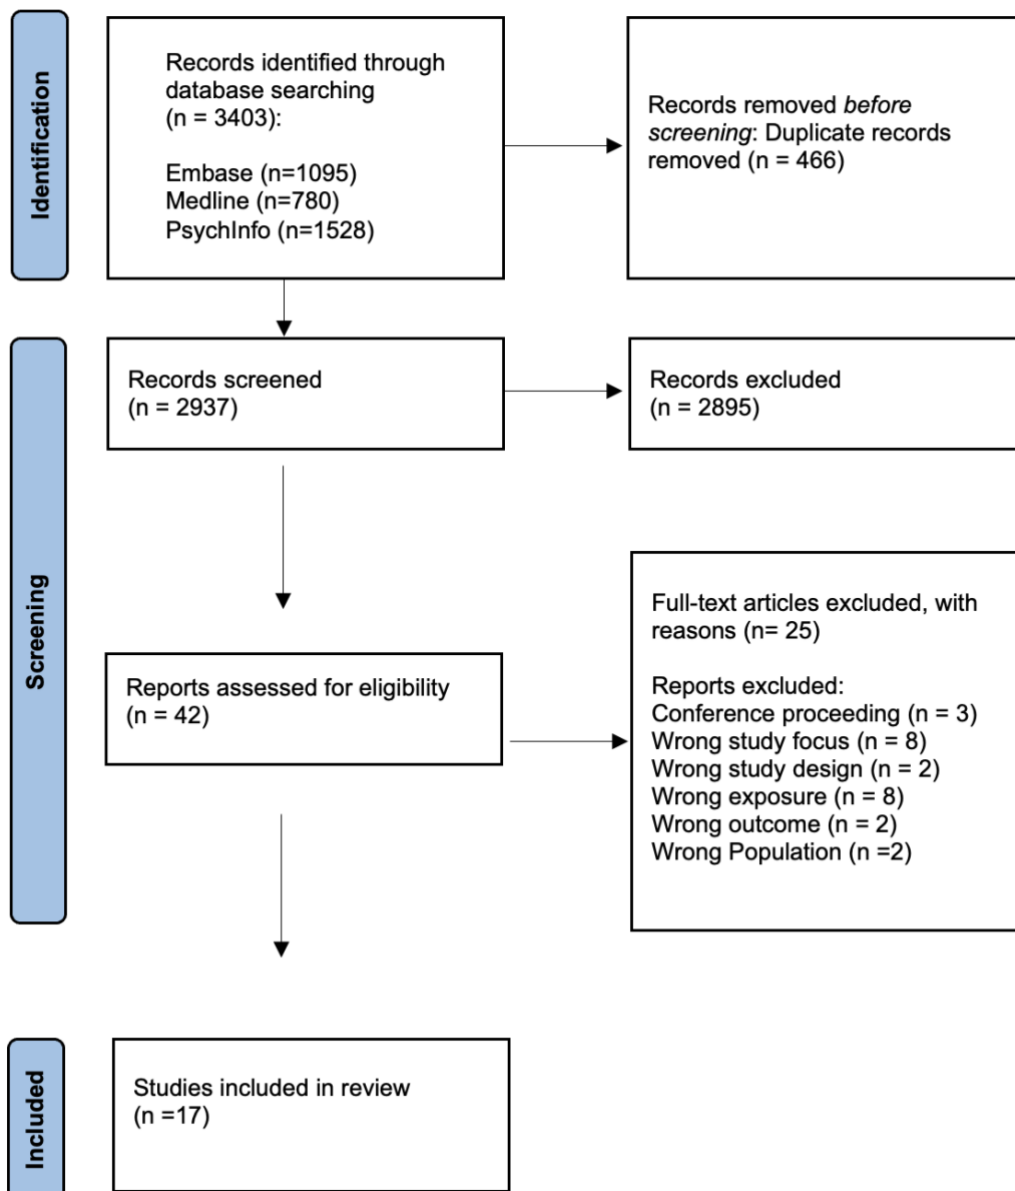 Identification
Records identified through
database searching
(n = 3403):
Embase (n=1095)
Medline (n=780)
PsychInfo (n=1528)
Records removed before
screening: Duplicate records
removed (n = 466)
Screening
Records screened
(n = 2937)
Records excluded
(n = 2895)
Reports assessed for eligibility
(n = 42)
Full-text articles excluded, with
reasons (n= 25)
Reports excluded:
Conference proceeding (n = 3)
Wrong study focus (n = 8)
Wrong study design (n = 2)
Wrong exposure (n = 8)
Wrong outcome (n = 2)
Wrong Population (n =2)
Included
Studies included in review
(n =17)